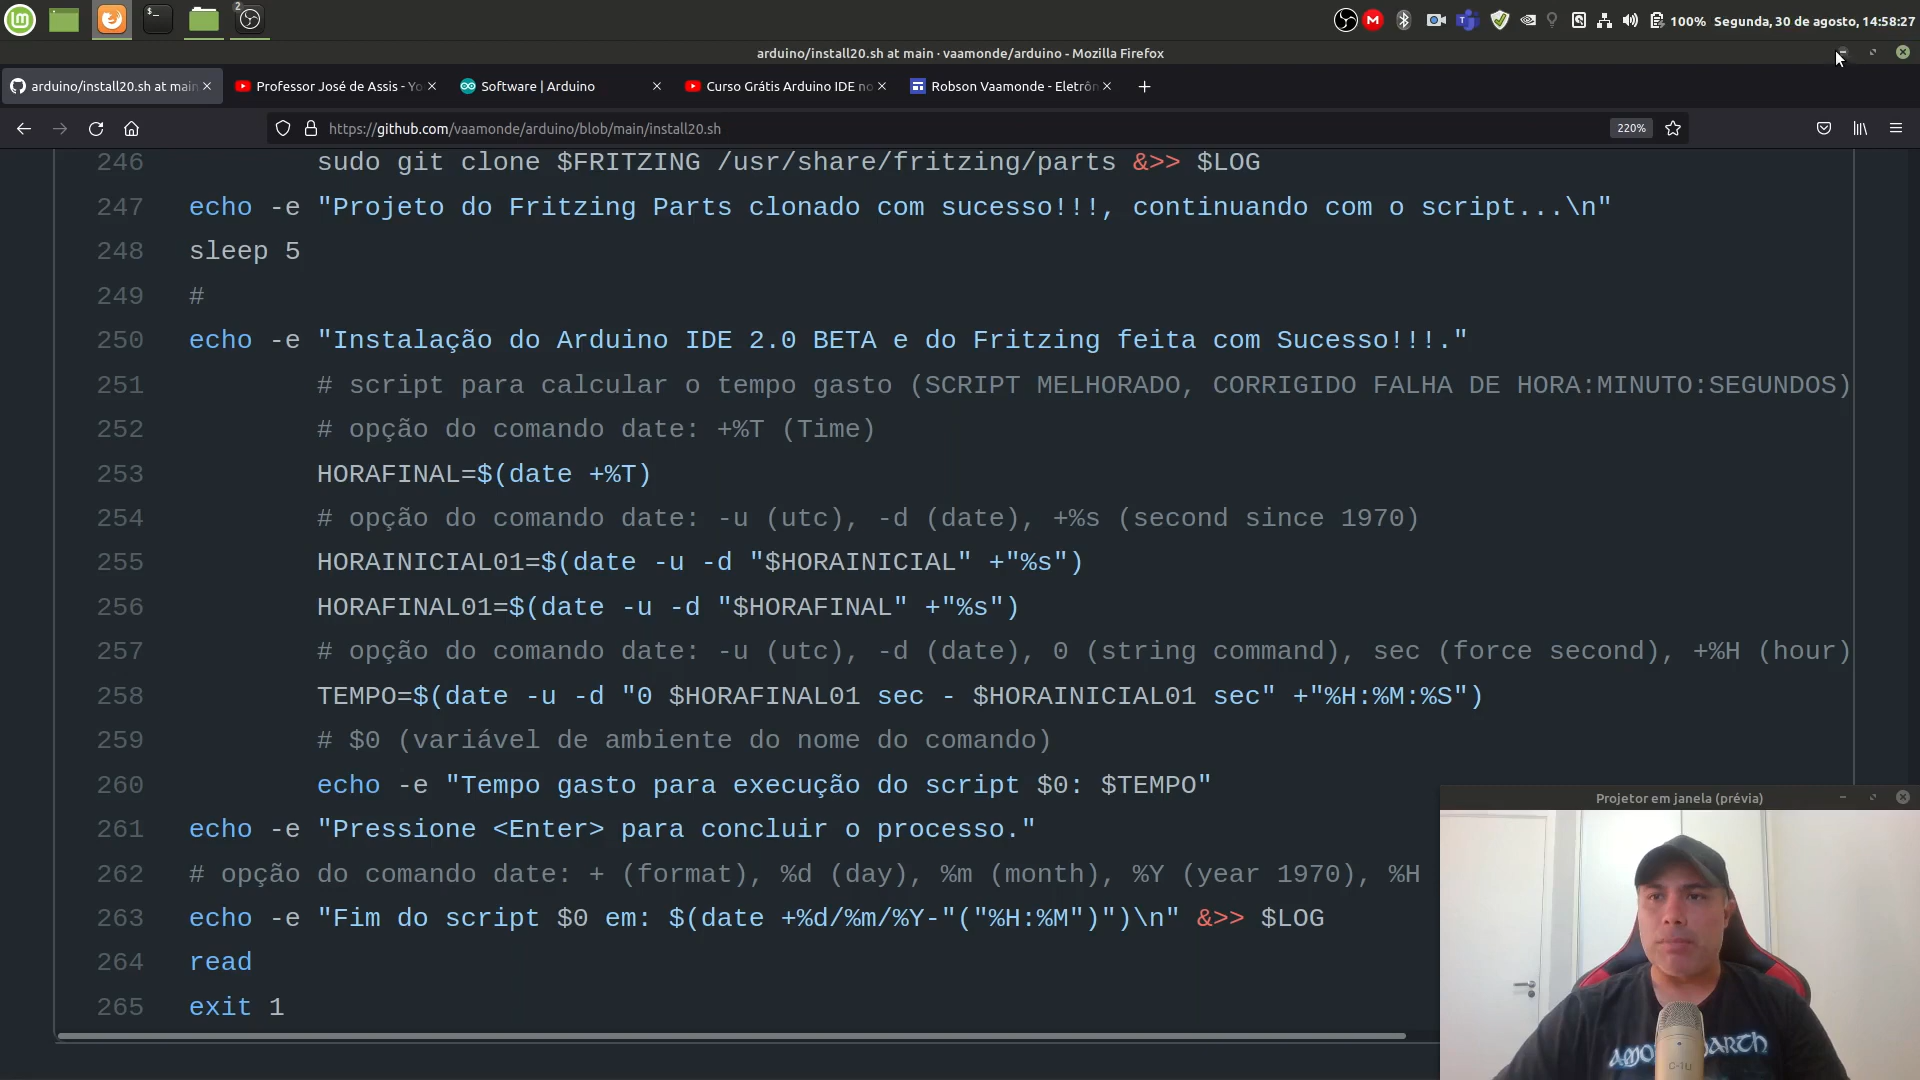 2
100% Segunda, 30 de agosto, 14:58:27
arduino/install20.sh at main · vaamonde/arduino - Mozilla Firefox
arduino/install20.sh at main
Professor José de Assis - Yo
Software | Arduino
Curso Grátis Arduino IDE no
Robson Vaamonde - Eletrôn
https://github.com/vaamonde/arduino/blob/main/install20.sh
220%
246 sudo git clone $FRITZING /usr/share/fritzing/parts &>> $LOG
247 echo -e "Projeto do Fritzing Parts clonado com sucesso!!!, continuando com o script...\n"
248 sleep 5
249 #
250 echo -e "Instalação do Arduino IDE 2.0 BETA e do Fritzing feita com Sucesso!!!."
251 # script para calcular o tempo gasto (SCRIPT MELHORADO, CORRIGIDO FALHA DE HORA:MINUTO:SEGUNDOS)
252 # opção do comando date: +%T (Time)
253 HORAFINAL=$(date +%T)
254 # opção do comando date: -u (utc), -d (date), +%s (second since 1970)
255 HORAINICIAL01=$(date -u -d "$HORAINICIAL" +"%s")
256 HORAFINAL01=$(date -u -d "$HORAFINAL" +"%s")
257 # opção do comando date: -u (utc), -d (date), 0 (string command), sec (force second), +%H (hour)
258 TEMPO=$(date -u -d "0 $HORAFINAL01 sec - $HORAINICIAL01 sec" +"%H:%M:%S")
259 # $0 (variável de ambiente do nome do comando)
260 echo -e "Tempo gasto para execução do script $0: $TEMPO"
261 echo -e "Pressione <Enter> para concluir o processo."
262 # opção do comando date: + (format), %d (day), %m (month), %Y (year 1970), %H
263 echo -e "Fim do script $0 em: $(date +%d/%m/%Y-"("%H:%M")")\n" &>> $LOG
264 read
265 exit 1
Projetor em janela (prévia)
C-1U